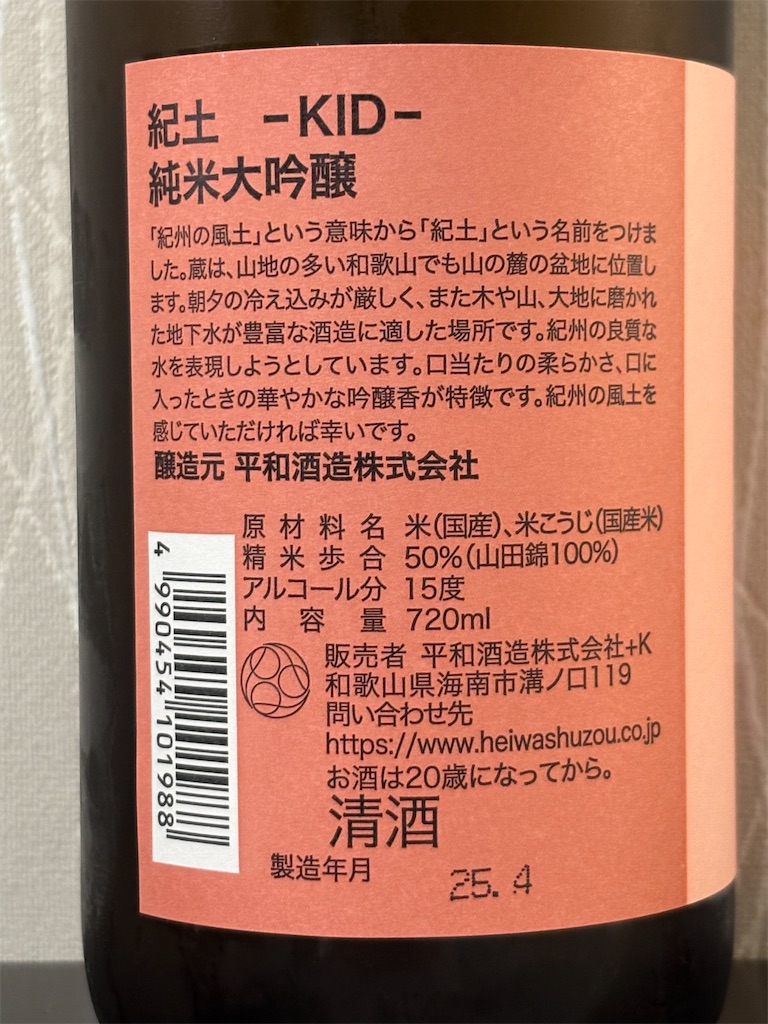 紀土 -KID-
純米大吟醸
「紀州の風土」という意味から「紀土」という名前をつけま
した。蔵は、山地の多い和歌山でも山の麓の盆地に位置し
ます。朝夕の冷え込みが厳しく、また木や山、大地に磨かれ
た地下水が豊富な酒造に適した場所です。紀州の良質な
水を表現しようとしています。口当たりの柔らかさ、口に
入ったときの華やかな吟醸香が特徴です。紀州の風土を
感じていただければ幸いです。
醸造元 平和酒造株式会社
原材料名 米(国産)、米こうじ(国産米)
精米歩合 50%(山田錦100%)
アルコール分 15度
内容量 720ml
販売者 平和酒造株式会社+K
和歌山県海南市溝ノ口119
問い合わせ先
https://www.heiwashuzou.co.jp
お酒は20歳になってから。
清酒
製造年月 25.4
4 990454 101988